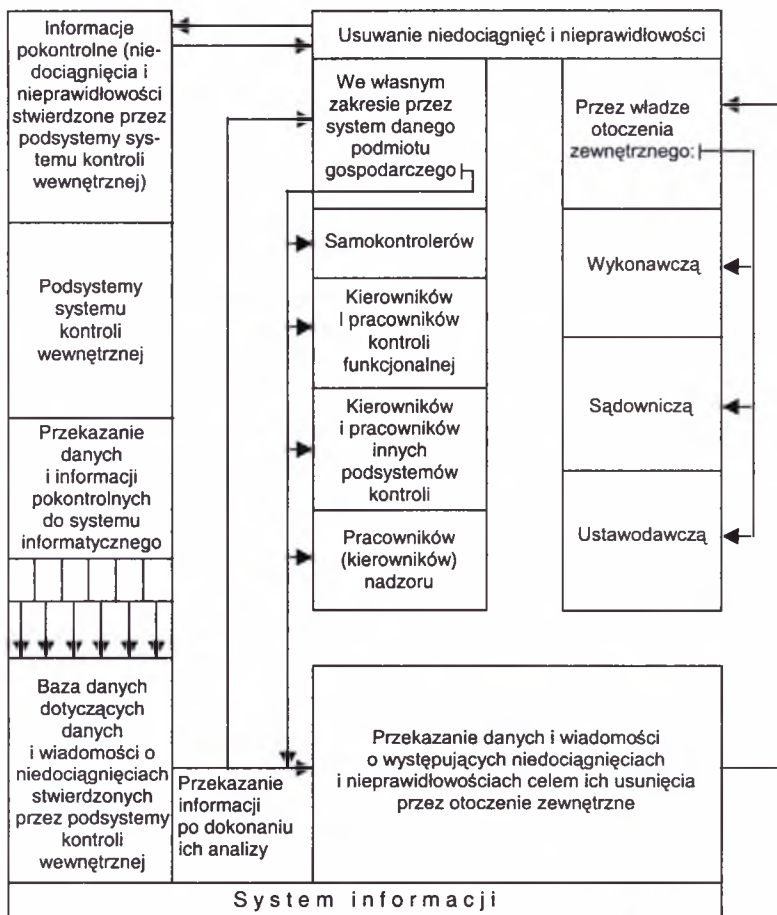 Informacje
pokontrolne (nie-
dociągnięcia i
nieprawidłowości
stwierdzone przez
podsystemy sys-
temu kontroli
wewnętrznej)
Podsystemy
systemu
kontroli
wewnętrznej
Przekazanie
danych
i informacji
pokontrolnych
do systemu
informatycznego
Baza danych
dotyczących
danych
i wiadomości o
niedociągnięciach
stwierdzonych
przez podsystemy
kontroli
wewnętrznej
Usuwanie niedociągnięć i nieprawidłowości
We własnym
zakresie przez
system danego
podmiotu
gospodarczego
Samokontrolerów
Kierowników
I pracowników
kontroli
funkcjonalnej
Kierowników
i pracowników
innych
podsystemów
kontroli
Pracowników
(kierowników)
nadzoru
Przez władze
otoczenia
zewnętrznego:
Wykonawczą
Sądowniczą
Ustawodawczą
Przekazanie
informacji
po dokonaniu
ich analizy
Przekazanie danych i wiadomości
o występujących niedociągnięciach
i nieprawidłowościach celem ich usunięcia
przez otoczenie zewnętrzne
System informacji